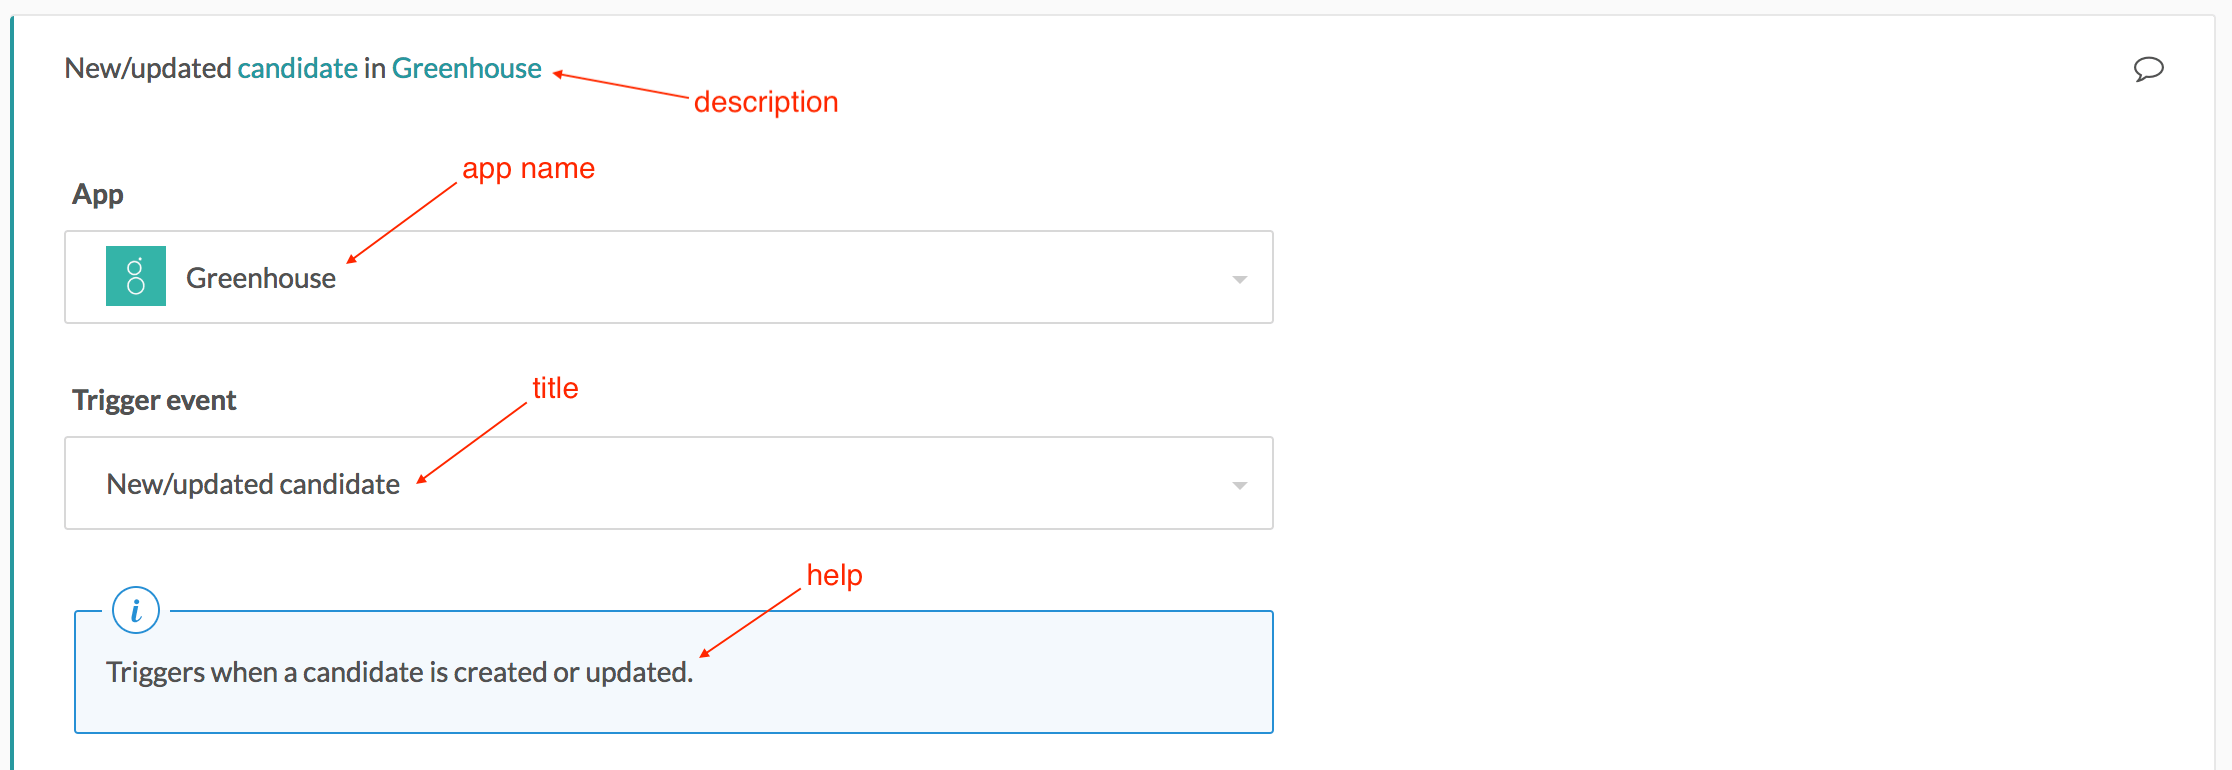 New/updated candidate in Greenhouse
description
app name
App
Greenhouse
title
Trigger event
New/updated candidate
help
i
Triggers when a candidate is created or updated.